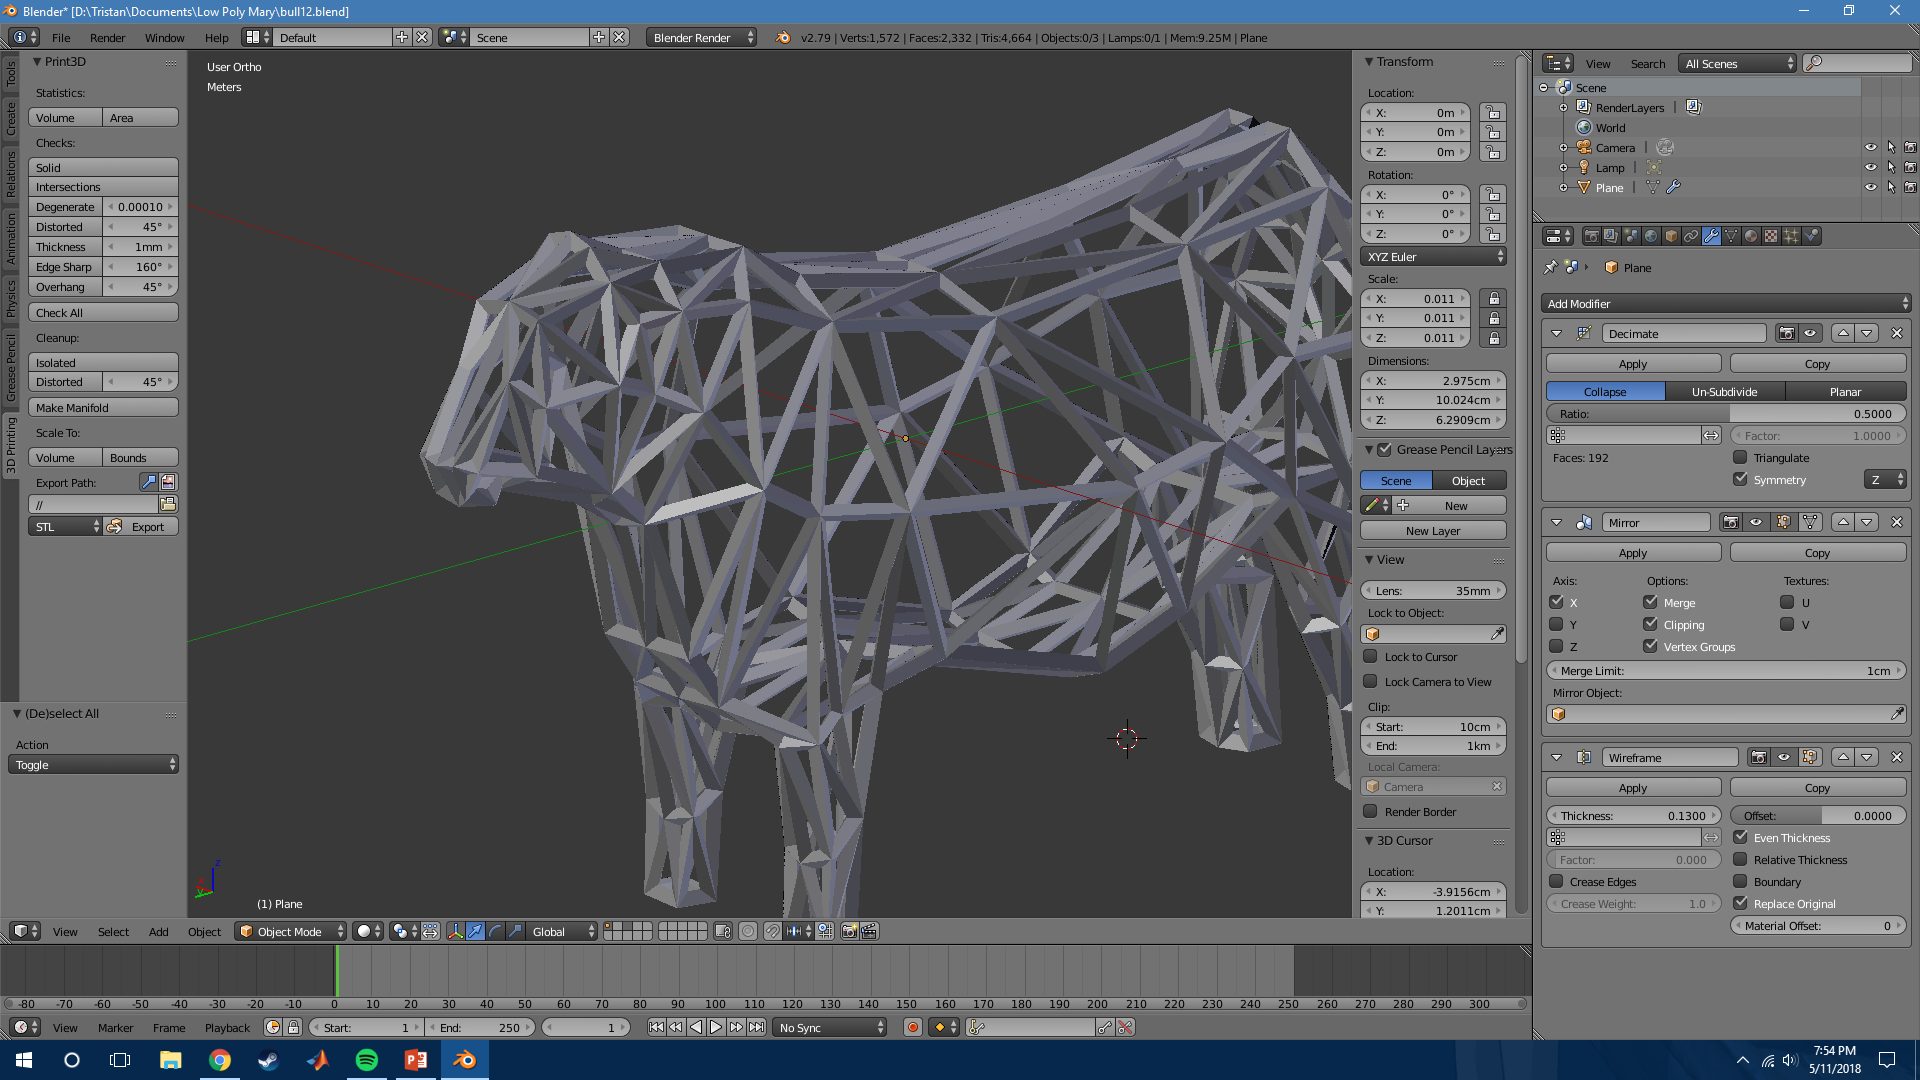 Blender* [D:\Tristan\Documents\Low Poly Mary\bull12.blend]
File Render Window Help Default Scene Blender Render v2.79 | Verts:1,572 | Faces:2,332 | Tris:4,664 | Objects:0/3 | Lamps:0/1 | Mem:9.25M | Plane
Tools
Create
Relations
Animation
Physics
Grease Pencil
3D Printing
Print3D
Statistics:
Volume Area
Checks:
Solid
Intersections
Degenerate 0.00010
Distorted 45°
Thickness 1mm
Edge Sharp 160°
Overhang 45°
Check All
Cleanup:
Isolated
Distorted 45°
Make Manifold
Scale To:
Volume Bounds
Export Path:
//
STL Export
(De)select All
Action
Toggle
User Ortho
Meters
z
y
(1) Plane
Transform
Location:
X: 0m
Y: 0m
Z: 0m
Rotation:
X: 0°
Y: 0°
Z: 0°
XYZ Euler
Scale:
X: 0.011
Y: 0.011
Z: 0.011
Dimensions:
X: 2.975cm
Y: 10.024cm
Z: 6.2909cm
Grease Pencil Layers
Scene Object
New
New Layer
View
Lens: 35mm
Lock to Object:
Lock to Cursor
Lock Camera to View
Clip:
Start: 10cm
End: 1km
Local Camera:
Camera
Render Border
3D Cursor
Location:
X: -3.9156cm
Y: 1.2011cm
View Search All Scenes
Scene
RenderLayers
World
Camera
Lamp
Plane
Plane
Add Modifier
Decimate
Apply Copy
Collapse Un-Subdivide Planar
Ratio: 0.5000
Factor: 1.0000
Faces: 192 Triangulate
Symmetry Z
Mirror
Apply Copy
Axis: Options: Textures:
X Merge U
Y Clipping V
Z Vertex Groups
Merge Limit: 1cm
Mirror Object:
Wireframe
Apply Copy
Thickness: 0.1300 Offset: 0.0000
Even Thickness
Factor: 0.000 Relative Thickness
Crease Edges Boundary
Crease Weight: 1.0 Replace Original
Material Offset: 0
View Select Add Object Object Mode Global
-80 -70 -60 -50 -40 -30 -20 -10 0 10 20 30 40 50 60 70 80 90 100 110 120 130 140 150 160 170 180 190 200 210 220 230 240 250 260 270 280 290 300
View Marker Frame Playback Start: 1 End: 250 1 No Sync
7:54 PM
5/11/2018